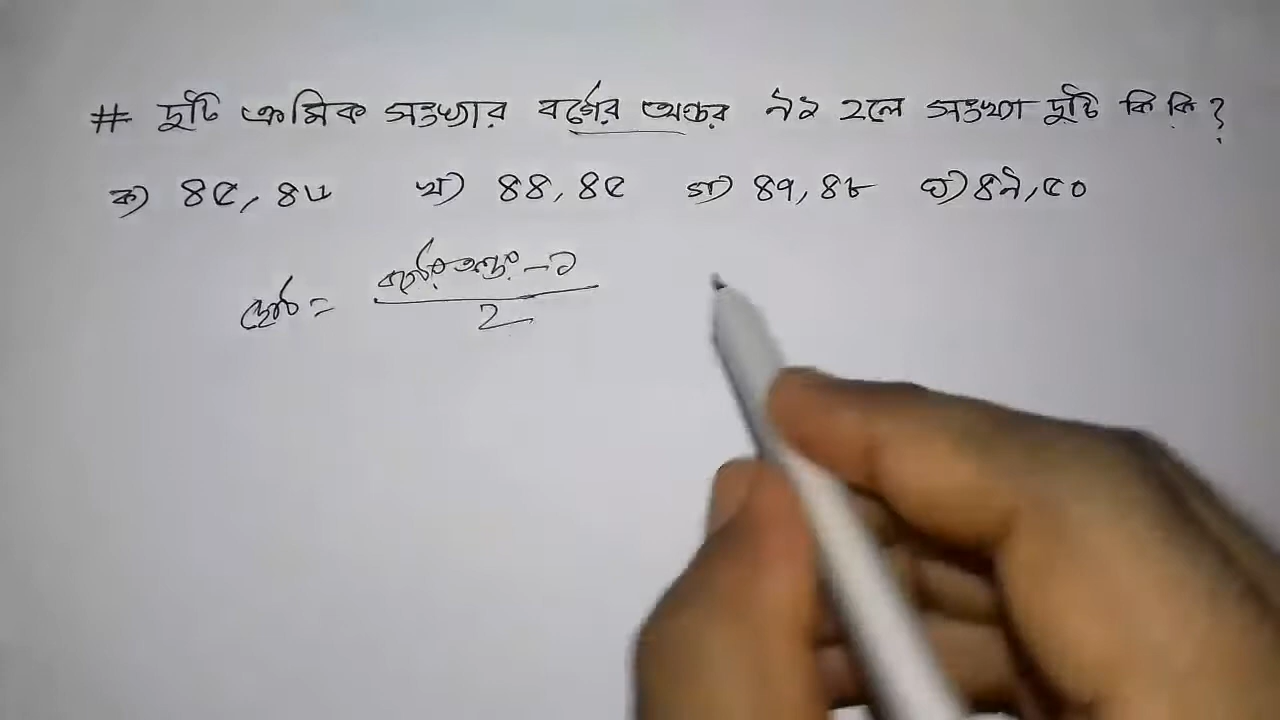 # দুটি ক্রমিক সংখ্যার বর্গের অন্তর ৯১ হলে সংখ্যা দুটি কি কি ?
ক) ৪৫, ৪৬ খ) ৪৪, ৪৫ গ) ৪৭, ৪৮ ঘ) ৪৯, ৫০
ছোট = বর্গের অন্তর - ১
2